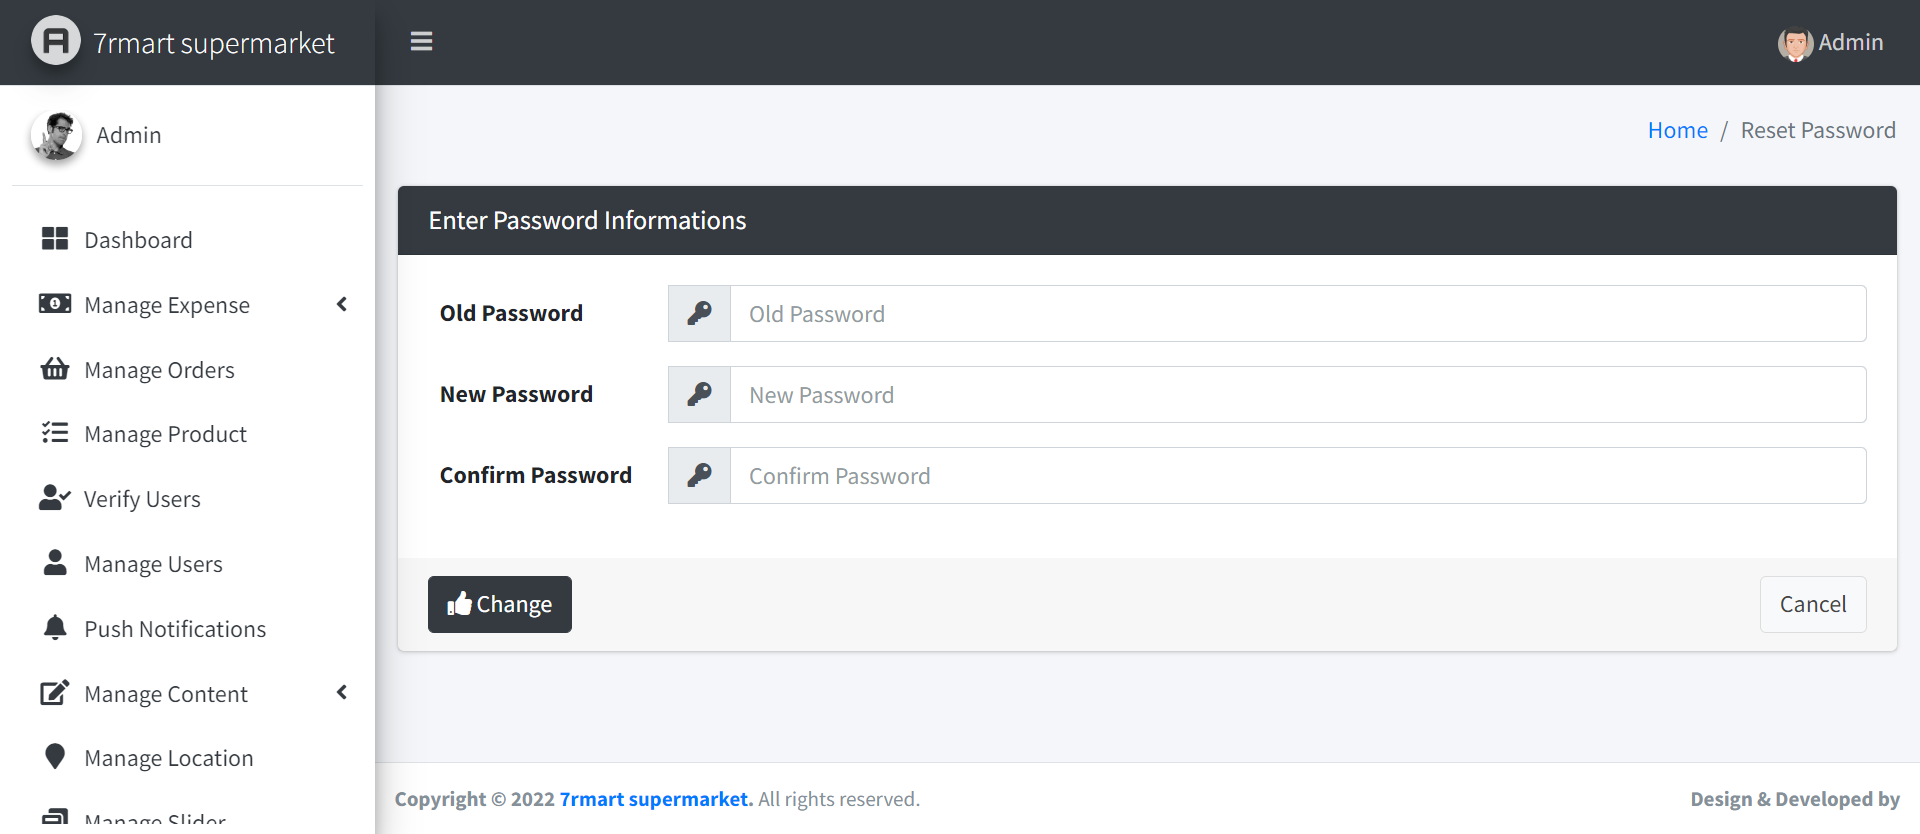 7rmart supermarket
Admin
Admin
Home / Reset Password
Dashboard
Manage Expense
Manage Orders
Manage Product
Verify Users
Manage Users
Push Notifications
Manage Content
Manage Location
Manage Slider
Enter Password Informations
Old Password
Old Password
New Password
New Password
Confirm Password
Confirm Password
Change
Cancel
Copyright © 2022 7rmart supermarket. All rights reserved.
Design & Developed by